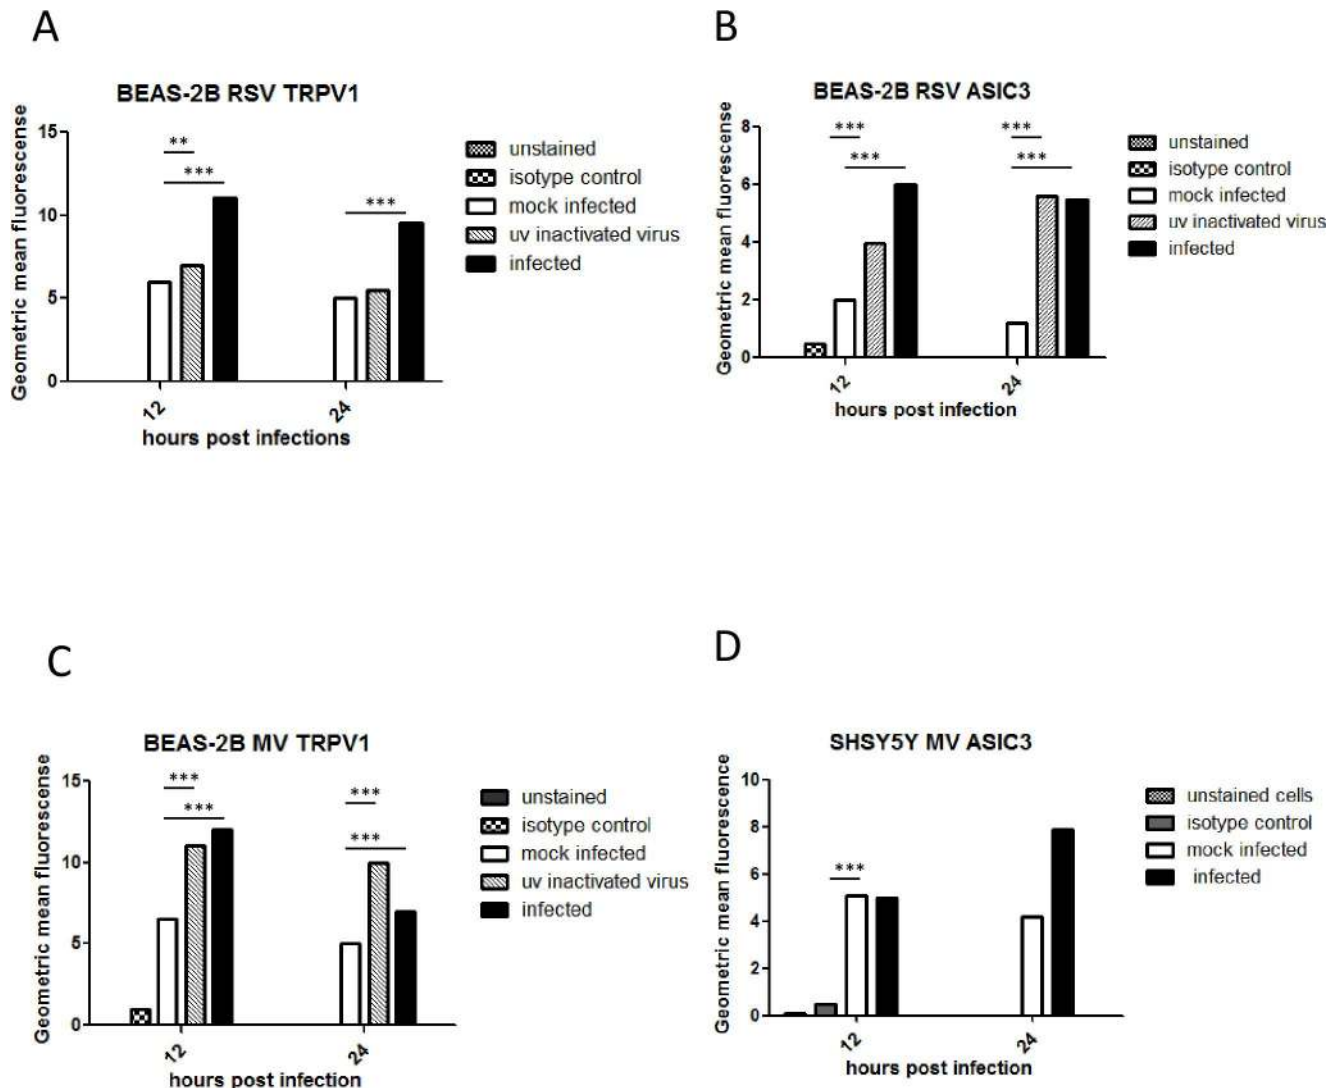 A
BEAS-2B RSV TRPV1
Geometric mean fluorescense
15
10
5
0
**
***
***
12
24
hours post infections
unstained
isotype control
mock infected
uv inactivated virus
infected
B
BEAS-2B RSV ASIC3
Geometric mean fluorescense
8
6
4
2
0
***
***
***
***
12
24
hours post infection
unstained
isotype control
mock infected
uv inactivated virus
infected
C
BEAS-2B MV TRPV1
Geometric mean fluorescense
15
10
5
0
***
***
***
***
12
24
hours post infection
unstained
isotype control
mock infected
uv inactivated virus
infected
D
SHSY5Y MV ASIC3
Geometric mean fluorescence
10
8
6
4
2
0
***
12
24
hours post infection
unstained cells
isotype control
mock infected
infected